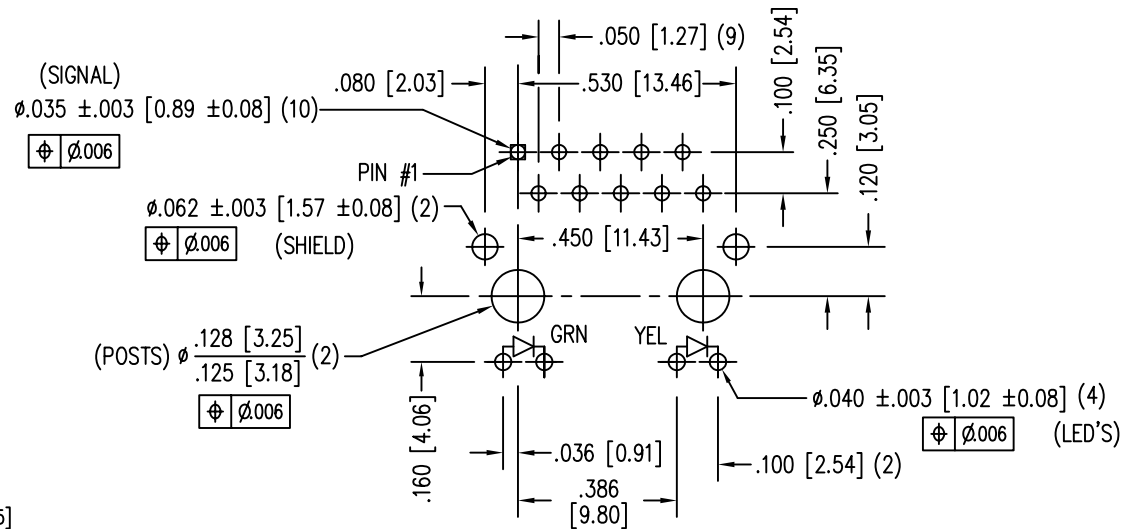 .050 [1.27] (9)
.100 [2.54]
(SIGNAL)
.080 [2.03]
.530 [13.46]
.250 [6.35]
ø.035 ±.003 [0.89 ±0.08] (10)
⌖ Ø.006
.120 [3.05]
PIN #1
ø.062 ±.003 [1.57 ±0.08] (2)
⌖ Ø.006
(SHIELD)
.450 [11.43]
GRN
YEL
(POSTS) ø .128 [3.25]
.125 [3.18] (2)
⌖ Ø.006
ø.040 ±.003 [1.02 ±0.08] (4)
⌖ Ø.006
(LED'S)
.160 [4.06]
.036 [0.91]
.100 [2.54] (2)
.386
[9.80]
5]